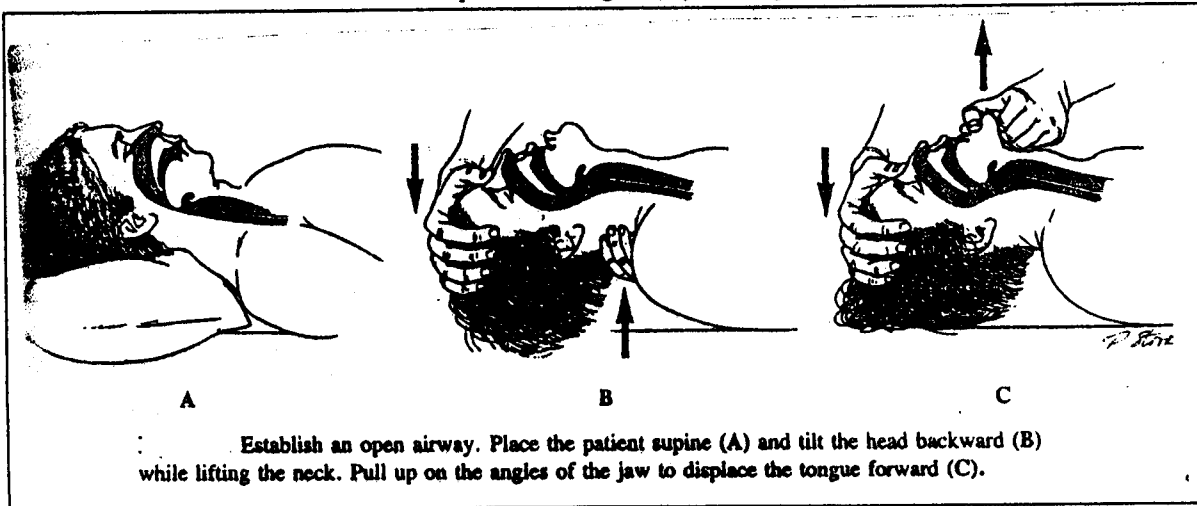 A
B
C
Establish an open airway. Place the patient supine (A) and tilt the head backward (B)
while lifting the neck. Pull up on the angles of the jaw to displace the tongue forward (C).